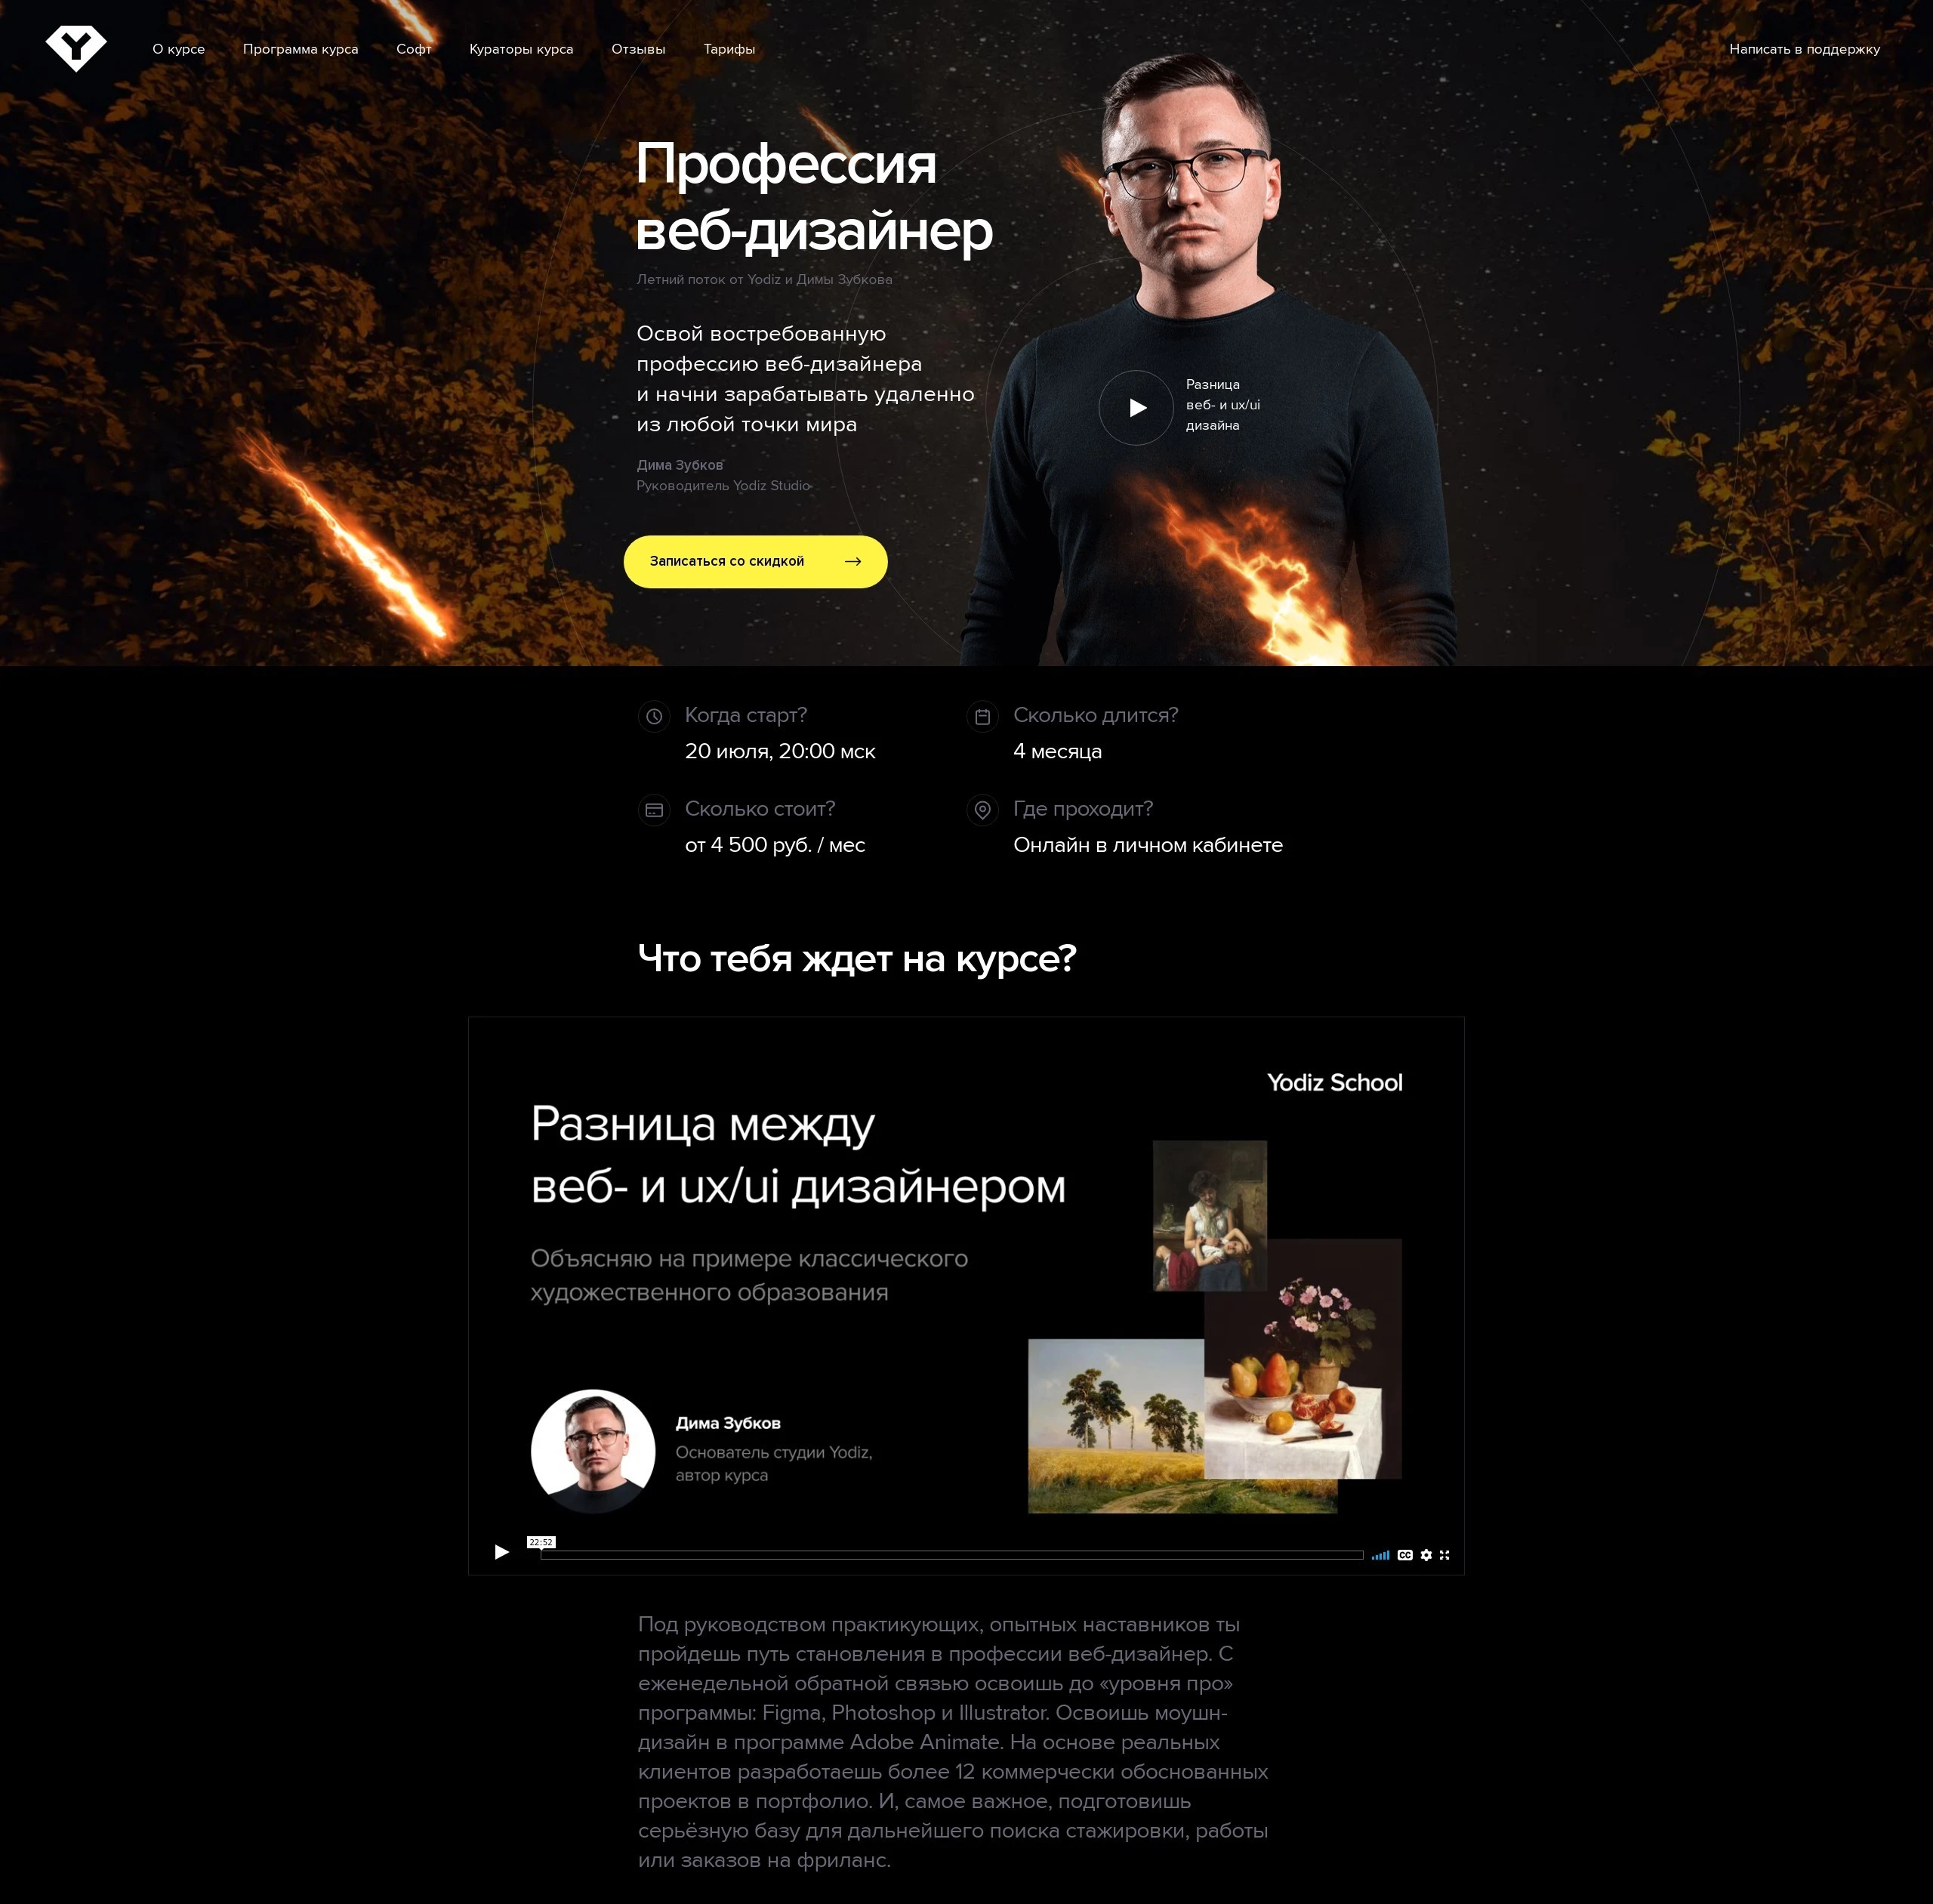 О курсе
Программа курса
Софт
Кураторы курса
Отзывы
Тарифы
Написать в поддержку
Профессия
веб-дизайнер
Летний поток от Yodiz и Димы Зубкова
Освой востребованную
профессию веб-дизайнера
и начни зарабатывать удаленно
из любой точки мира
Дима Зубков
Руководитель Yodiz Studio
Разница
веб- и ux/ui
дизайна
Записаться со скидкой
Когда старт?
20 июля, 20:00 мск
Сколько длится?
4 месяца
Сколько стоит?
от 4 500 руб. / мес
Где проходит?
Онлайн в личном кабинете
Что тебя ждет на курсе?
Yodiz School
Разница между
веб- и ux/ui дизайнером
Объясняю на примере классического
художественного образования
Дима Зубков
Основатель студии Yodiz,
автор курса
22:52
CC
Под руководством практикующих, опытных наставников ты
пройдешь путь становления в профессии веб-дизайнер. С
еженедельной обратной связью освоишь до «уровня про»
программы: Figma, Photoshop и Illustrator. Освоишь моушн-
дизайн в программе Adobe Animate. На основе реальных
клиентов разработаешь более 12 коммерчески обоснованных
проектов в портфолио. И, самое важное, подготовишь
серьёзную базу для дальнейшего поиска стажировки, работы
или заказов на фриланс.